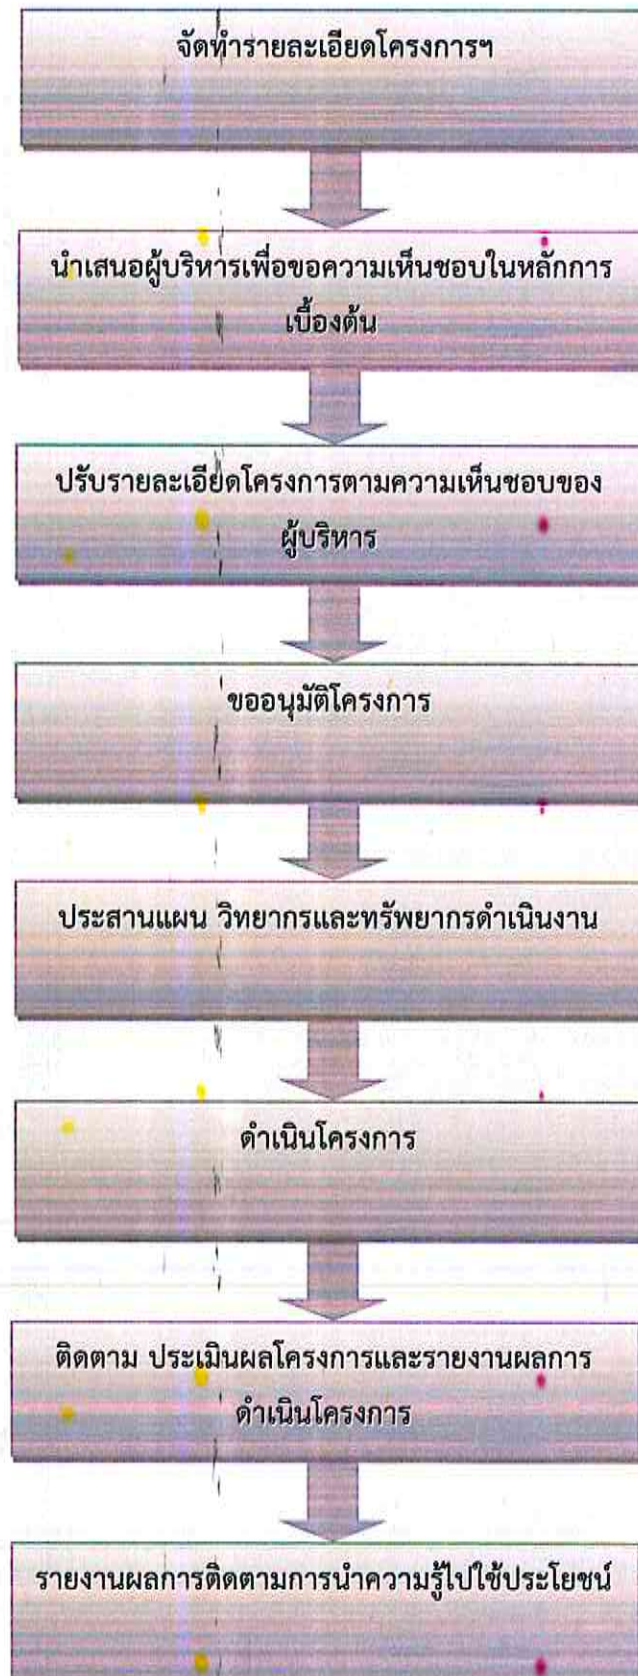 จัดทำรายละเอียดโครงการฯ
นำเสนอผู้บริหารเพื่อขอความเห็นชอบในหลักการ
เบื้องต้น
ปรับรายละเอียดโครงการตามความเห็นชอบของ
ผู้บริหาร
ขออนุมัติโครงการ
ประสานแผน วิทยากรและทรัพยากรดำเนินงาน
ดำเนินโครงการ
ติดตาม ประเมินผลโครงการและรายงานผลการ
ดำเนินโครงการ
รายงานผลการติดตามการนำความรู้ไปใช้ประโยชน์